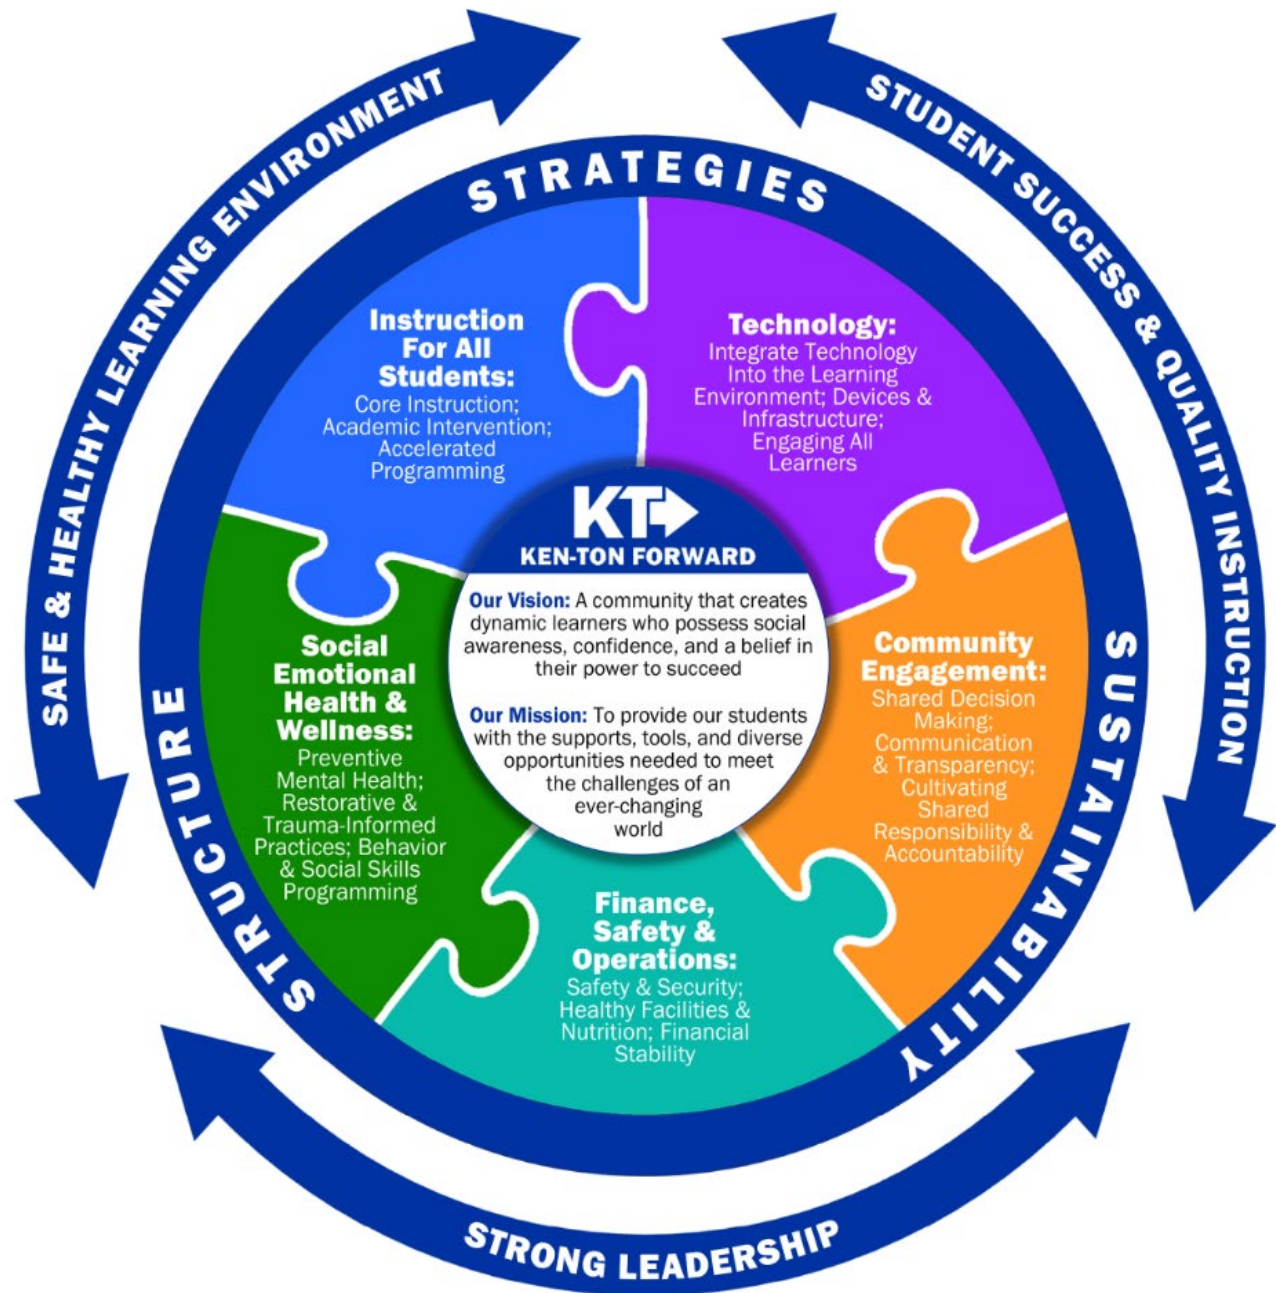 SAFE & HEALTHY LEARNING ENVIRONMENT
STUDENT SUCCESS & QUALITY INSTRUCTION
STRATEGIES
STRUCTURE
SUSTAINABILITY
Instruction
For All
Students:
Core Instruction;
Academic Intervention;
Accelerated
Programming
Technology:
Integrate Technology
Into the Learning
Environment; Devices &
Infrastructure;
Engaging All
Learners
KT
KEN-TON FORWARD
Our Vision: A community that creates
dynamic learners who possess social
awareness, confidence, and a belief in
their power to succeed
Our Mission: To provide our students
with the supports, tools, and diverse
opportunities needed to meet
the challenges of an
ever-changing
world
Social
Emotional
Health &
Wellness:
Preventive
Mental Health;
Restorative &
Trauma-Informed
Practices; Behavior
& Social Skills
Programming
Community
Engagement:
Shared Decision
Making;
Communication
& Transparency;
Cultivating
Shared
Responsibility &
Accountability
Finance,
Safety &
Operations:
Safety & Security;
Healthy Facilities &
Nutrition; Financial
Stability
STRONG LEADERSHIP